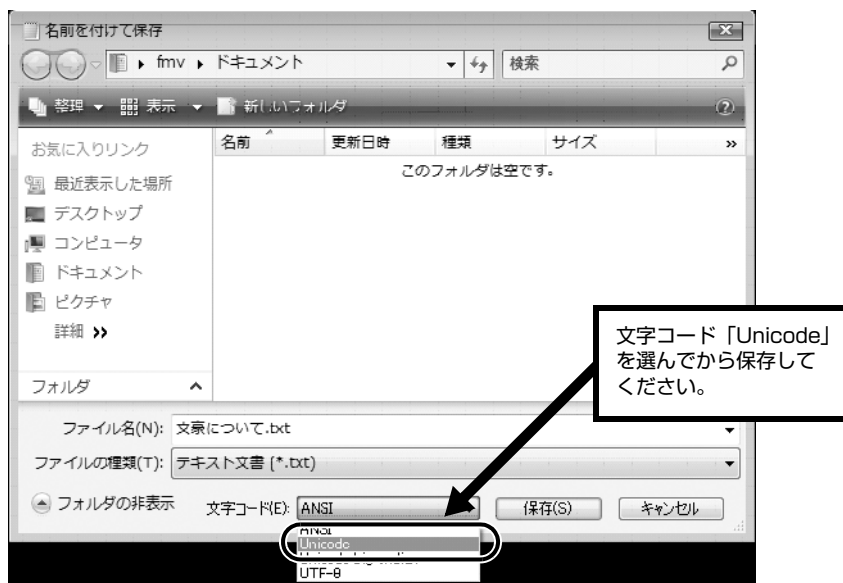 名前を付けて保存
fmv ドキュメント 検索
整理 表示 新しいフォルダ
お気に入りリンク
最近表示した場所
デスクトップ
コンピュータ
ドキュメント
ピクチャ
詳細 »
フォルダ
名前 更新日時 種類 サイズ »
このフォルダは空です。
文字コード「Unicode」
を選んでから保存して
ください。
ファイル名(N): 文豪について.txt
ファイルの種類(T): テキスト文書 (*.txt)
フォルダの非表示 文字コード(E): ANSI 保存(S) キャンセル
ANSI
Unicode
UTF-8